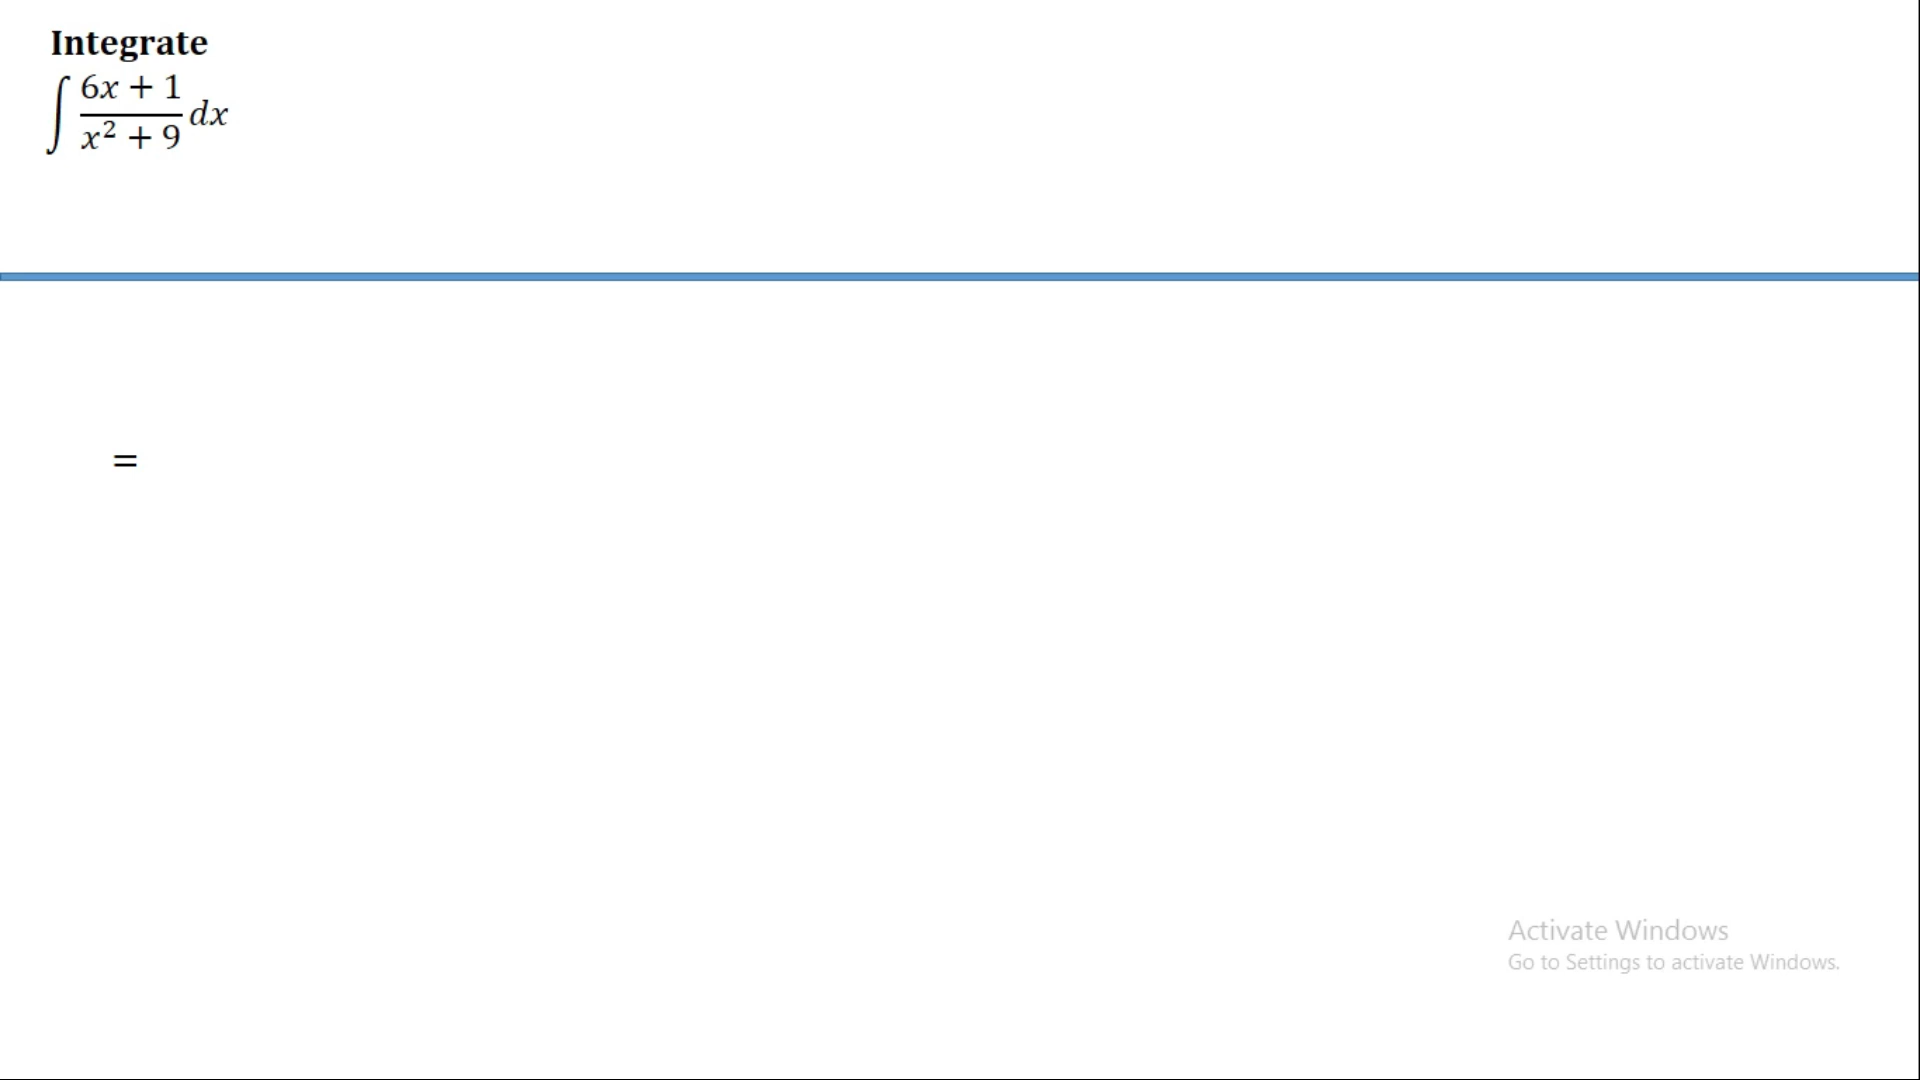 Integrate
∫ (6x + 1)/(x² + 9) dx
=
Activate Windows
Go to Settings to activate Windows.